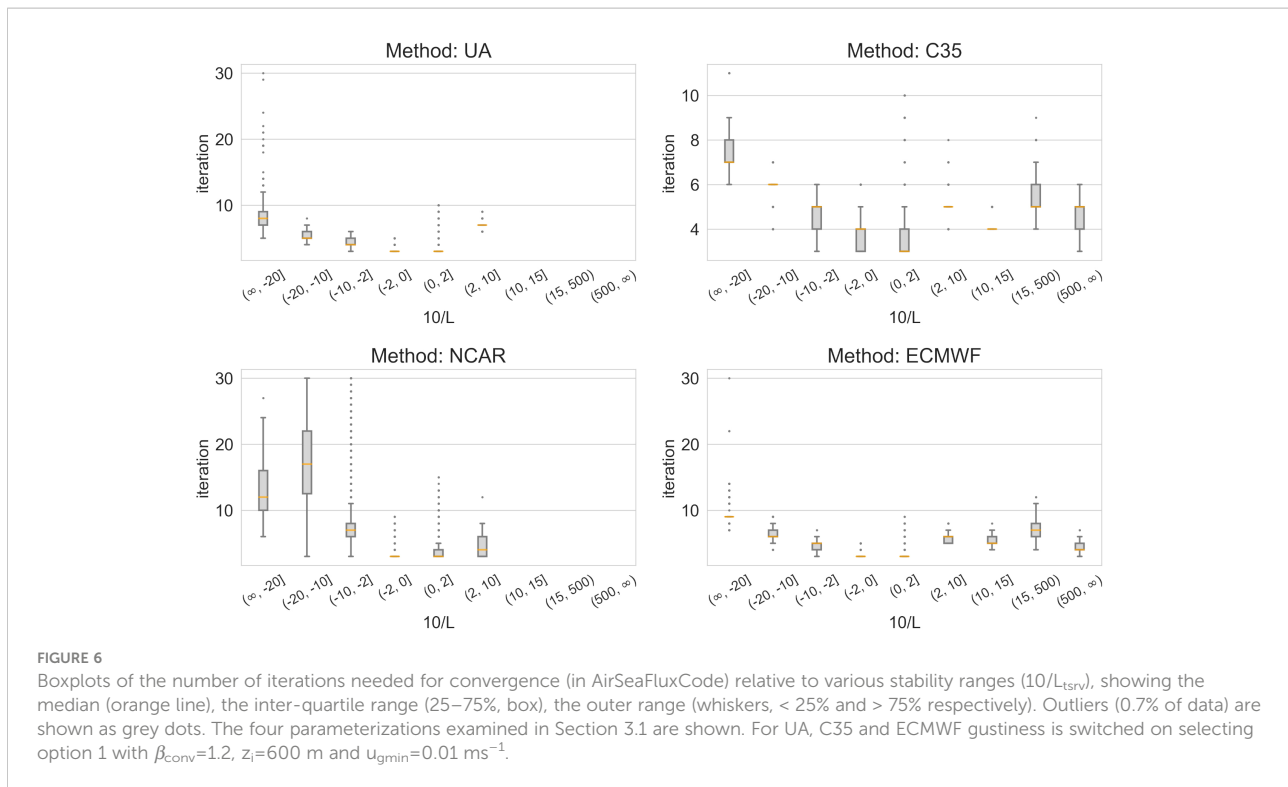 Method: UA
30
20
10
iteration
(∞, -20]
(-20, -10]
(-10, -2]
(-2, 0]
(0, 2]
(2, 10]
(10, 15]
(15, 500)
(500, ∞)
10/L
Method: C35
10
8
6
4
iteration
(∞, -20]
(-20, -10]
(-10, -2]
(-2, 0]
(0, 2]
(2, 10]
(10, 15]
(15, 500)
(500, ∞)
10/L
Method: NCAR
30
20
10
iteration
(∞, -20]
(-20, -10]
(-10, -2]
(-2, 0]
(0, 2]
(2, 10]
(10, 15]
(15, 500)
(500, ∞)
10/L
Method: ECMWF
30
20
10
iteration
(∞, -20]
(-20, -10]
(-10, -2]
(-2, 0]
(0, 2]
(2, 10]
(10, 15]
(15, 500)
(500, ∞)
10/L
FIGURE 6
Boxplots of the number of iterations needed for convergence (in AirSeaFluxCode) relative to various stability ranges (10/Ltsrv), showing the
median (orange line), the inter-quartile range (25–75%, box), the outer range (whiskers, < 25% and > 75% respectively). Outliers (0.7% of data) are
shown as grey dots. The four parameterizations examined in Section 3.1 are shown. For UA, C35 and ECMWF gustiness is switched on selecting
option 1 with βconv=1.2, zi=600 m and ugmin=0.01 ms−1.